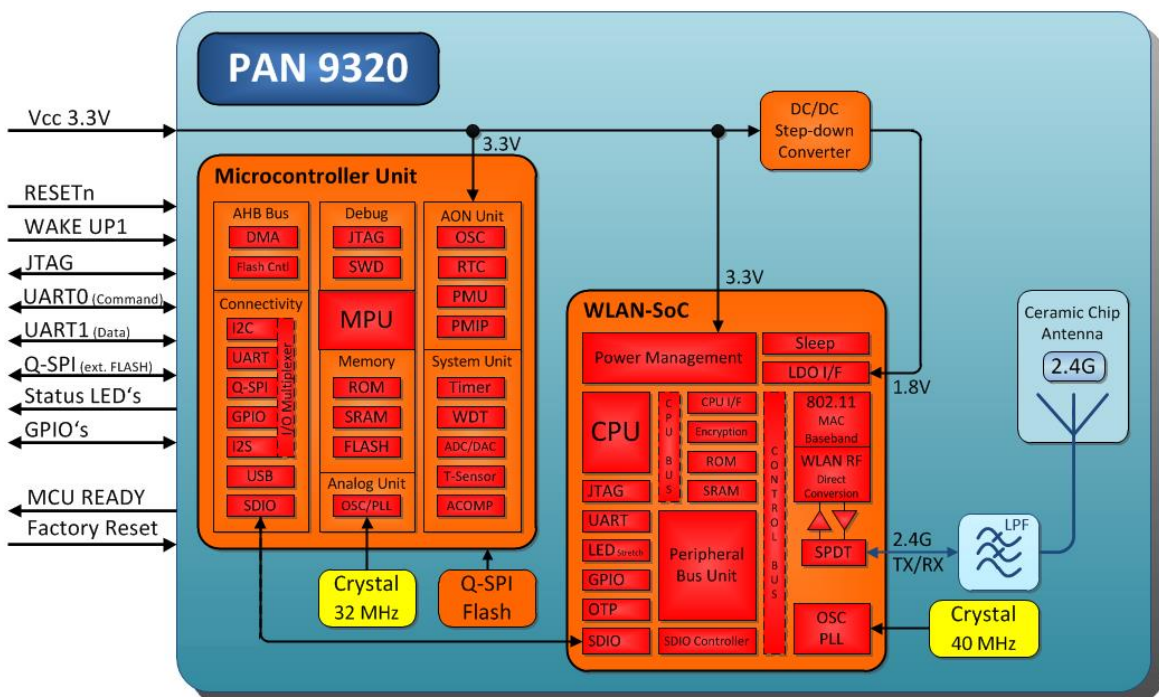 PAN 9320
Vcc 3.3V
RESETn
WAKE UP1
JTAG
UART0 (Command)
UART1 (Data)
Q-SPI (ext. FLASH)
Status LED‘s
GPIO‘s
MCU READY
Factory Reset
3.3V
DC/DC
Step-down
Converter
Microcontroller Unit
AHB Bus
DMA
Flash Cntl
Connectivity
I2C
UART
Q-SPI
GPIO
I2S
I/O Multiplexer
USB
SDIO
Debug
JTAG
SWD
MPU
Memory
ROM
SRAM
FLASH
Analog Unit
OSC/PLL
AON Unit
OSC
RTC
PMU
PMIP
System Unit
Timer
WDT
ADC/DAC
T-Sensor
ACOMP
Crystal
32 MHz
Q-SPI
Flash
3.3V
1.8V
WLAN-SoC
Power Management
Sleep
LDO I/F
CPU
JTAG
UART
LED Stretch
GPIO
OTP
SDIO
CPU BUS
CPU I/F
Encryption
ROM
SRAM
Peripheral
Bus Unit
SDIO Controller
CONTROL BUS
802.11
MAC
Baseband
WLAN RF
Direct
Conversion
SPDT
OSC
PLL
2.4G
TX/RX
LPF
Crystal
40 MHz
Ceramic Chip
Antenna
2.4G